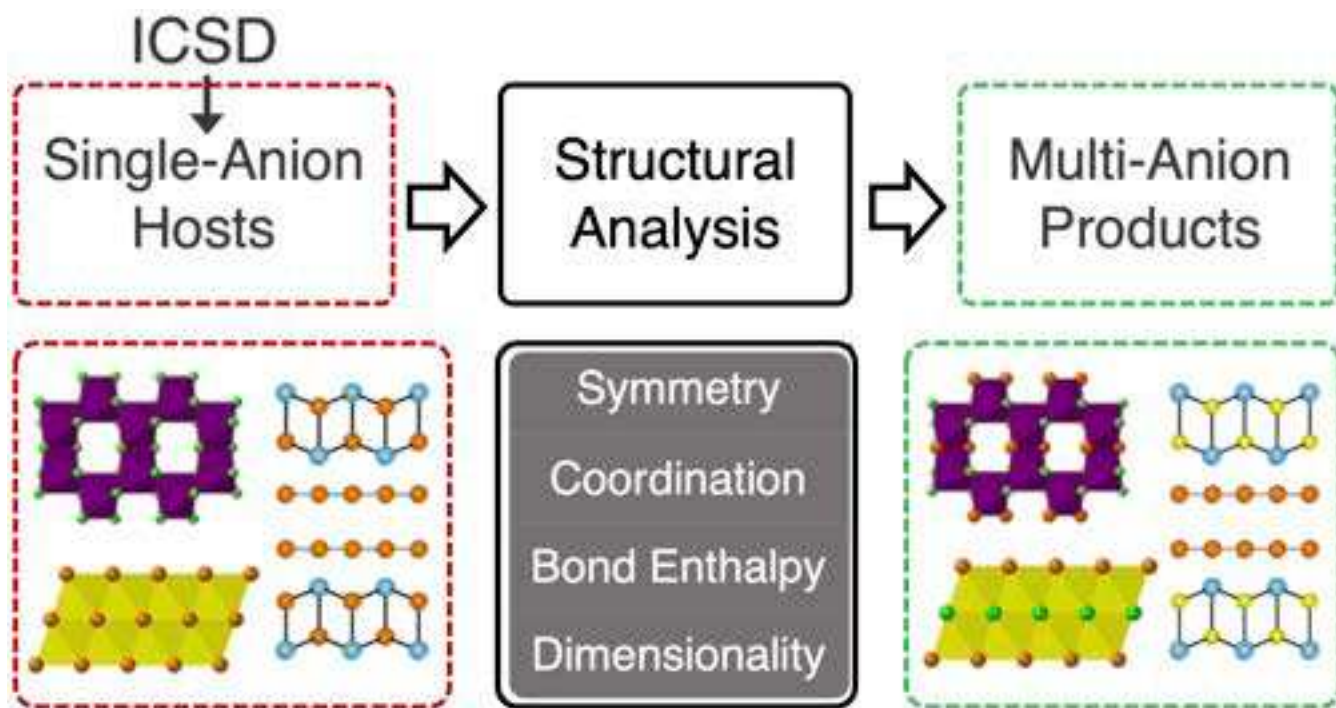 ICSD
Single-Anion
Hosts
Structural
Analysis
Multi-Anion
Products
Symmetry
Coordination
Bond Enthalpy
Dimensionality